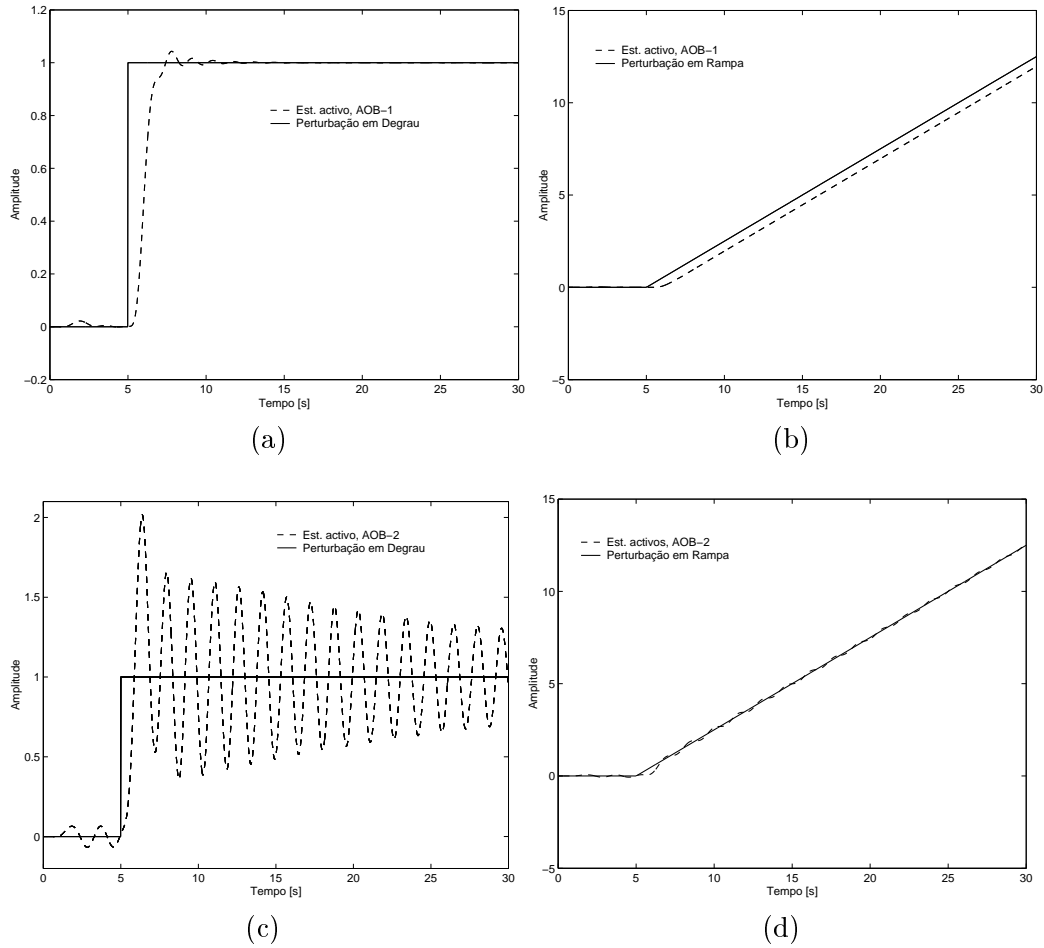 1.2
1
0.8
0.6
0.4
0.2
0
−0.2
Amplitude
Est. activo, AOB−1
Perturbação em Degrau
0 5 10 15 20 25 30
Tempo [s]
(a)
15
10
5
0
−5
Amplitude
Est. activo, AOB−1
Perturbação em Rampa
0 5 10 15 20 25 30
Tempo [s]
(b)
2
1.5
1
0.5
0
Amplitude
Est. activo, AOB−2
Perturbação em Degrau
0 5 10 15 20 25 30
Tempo [s]
(c)
15
10
5
0
−5
Amplitude
Est. activos, AOB−2
Perturbação em Rampa
0 5 10 15 20 25 30
Tempo [s]
(d)